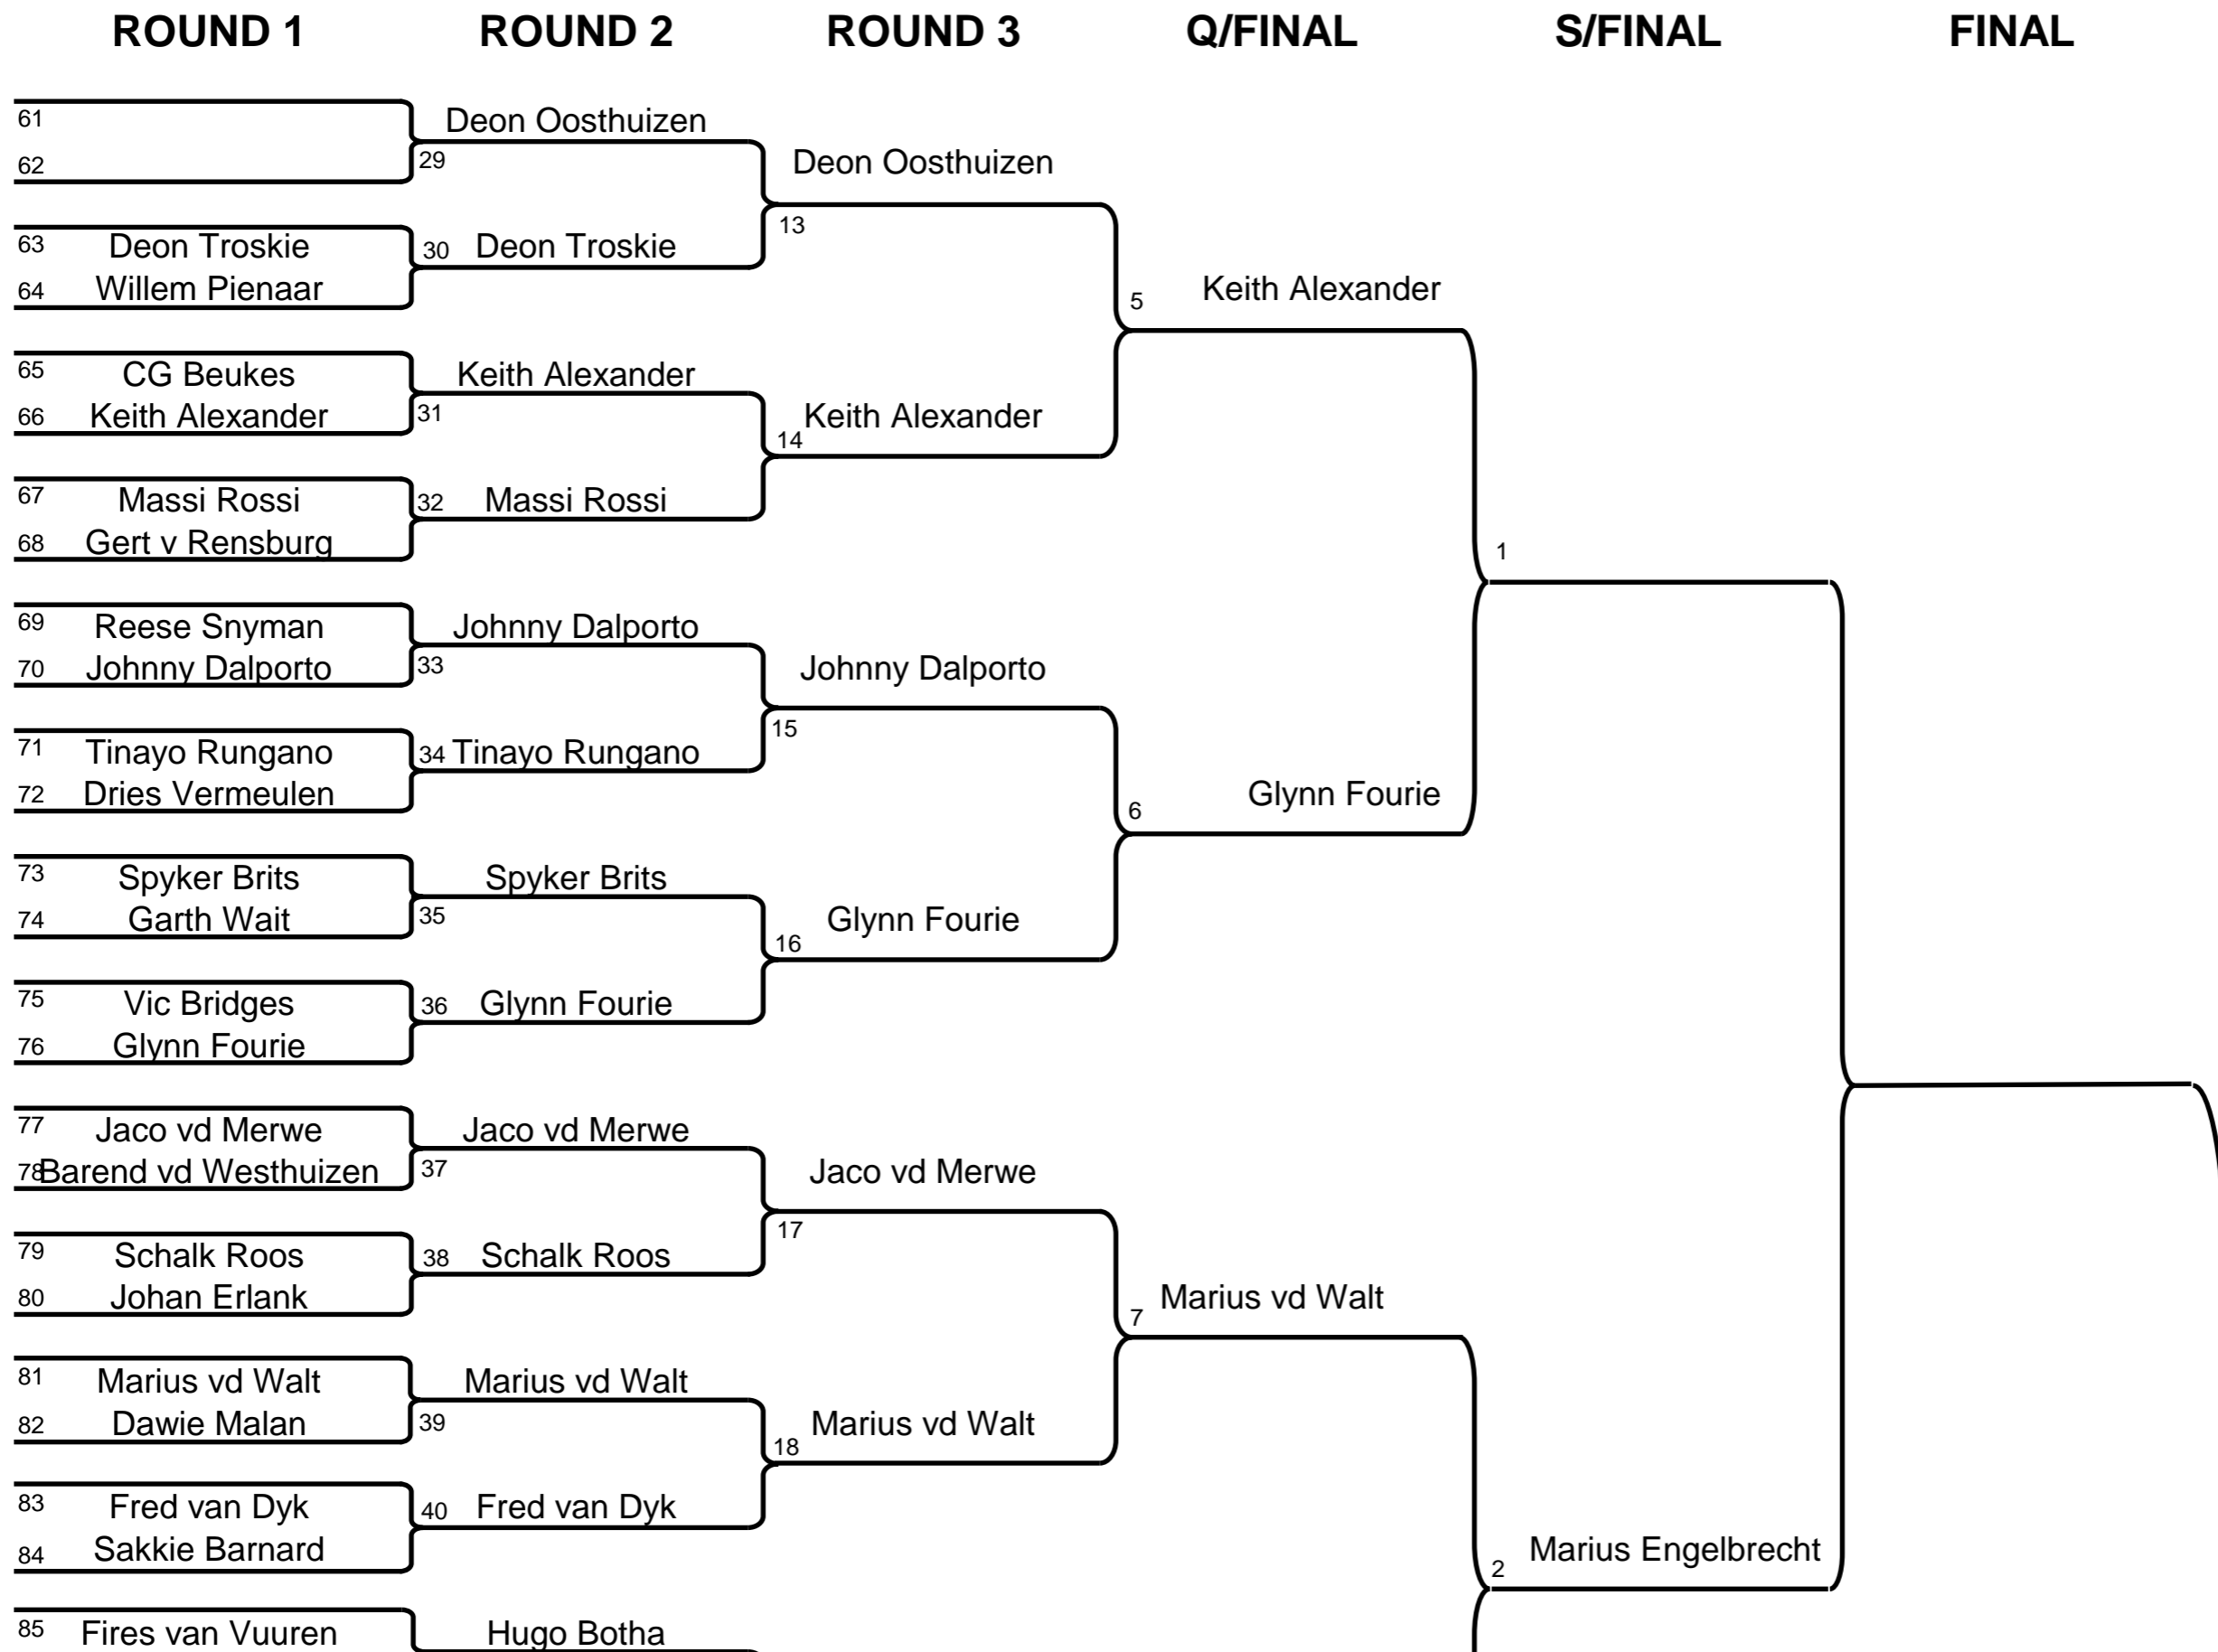 ROUND 1 ROUND 2 ROUND 3 Q/FINAL S/FINAL FINAL
61 Deon Oosthuizen
62 29 Deon Oosthuizen
13
63 Deon Troskie 30 Deon Troskie
64 Willem Pienaar 5 Keith Alexander
65 CG Beukes Keith Alexander
66 Keith Alexander 31 Keith Alexander
14
67 Massi Rossi 32 Massi Rossi
68 Gert v Rensburg 1
69 Reese Snyman Johnny Dalporto
70 Johnny Dalporto 33 Johnny Dalporto
15
71 Tinayo Rungano 34 Tinayo Rungano
72 Dries Vermeulen 6 Glynn Fourie
73 Spyker Brits Spyker Brits
74 Garth Wait 35 Glynn Fourie
16
75 Vic Bridges 36 Glynn Fourie
76 Glynn Fourie
77 Jaco vd Merwe Jaco vd Merwe
78 Barend vd Westhuizen 37 Jaco vd Merwe
17
79 Schalk Roos 38 Schalk Roos
80 Johan Erlank 7 Marius vd Walt
81 Marius vd Walt Marius vd Walt
82 Dawie Malan 39 Marius vd Walt
18
83 Fred van Dyk 40 Fred van Dyk
84 Sakkie Barnard 2 Marius Engelbrecht
85 Fires van Vuuren Hugo Botha